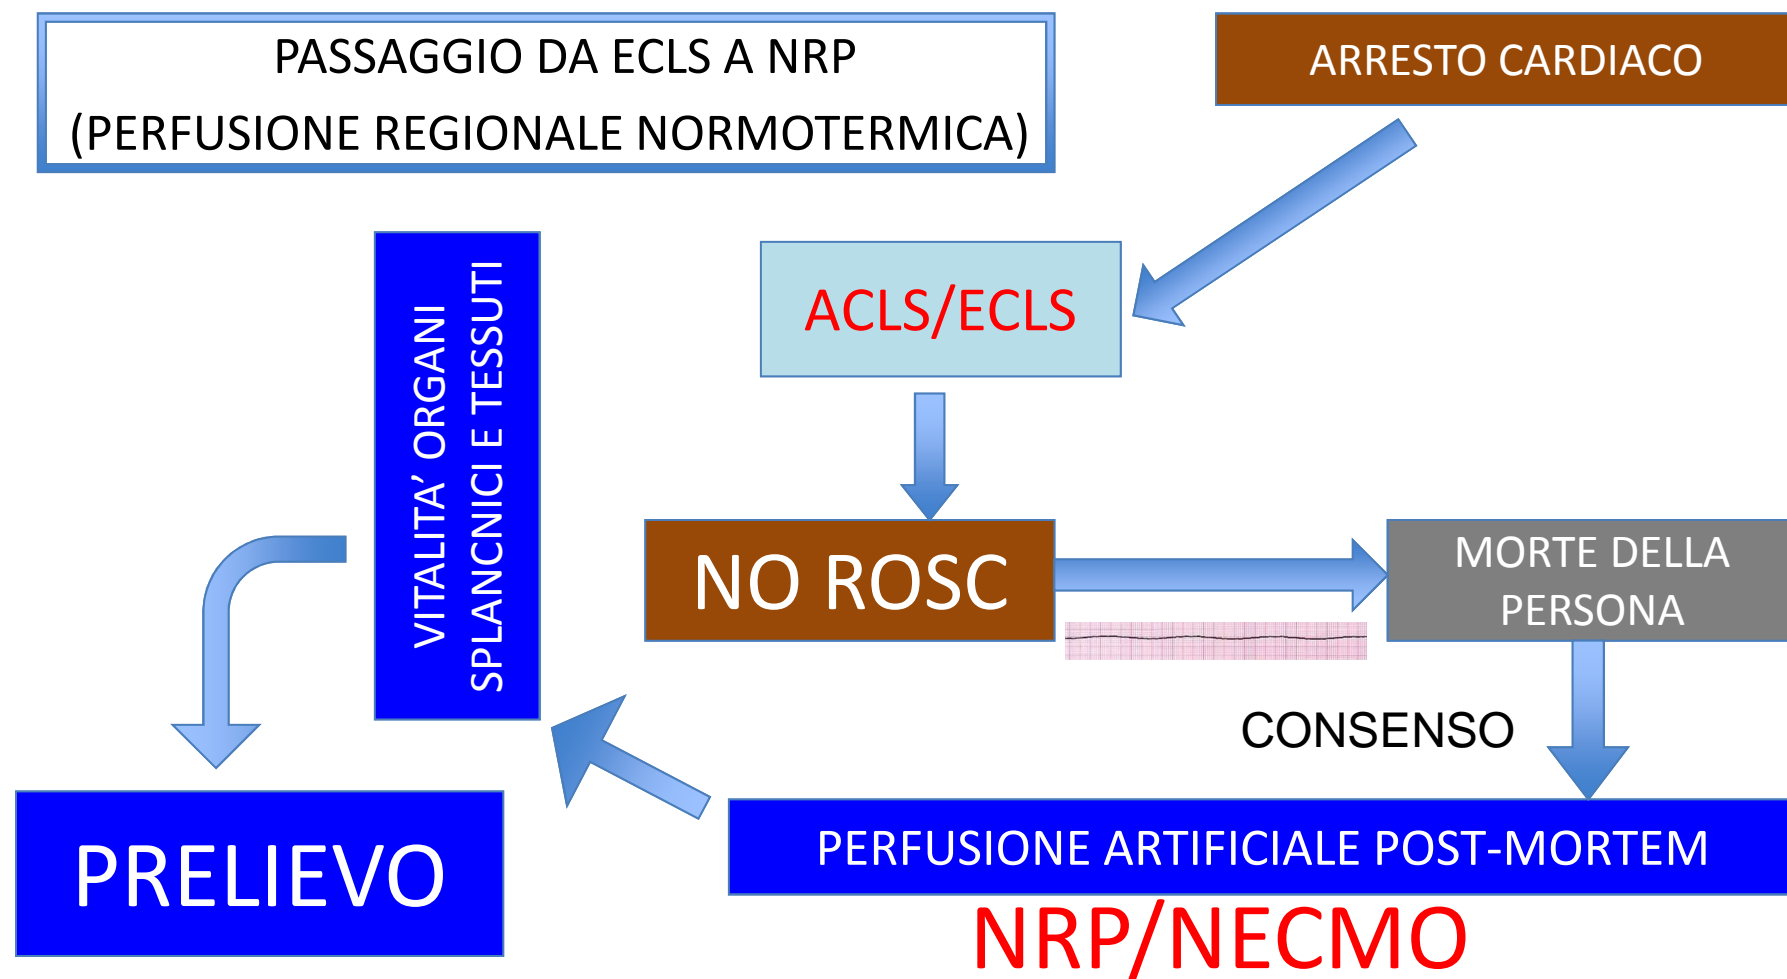 PASSAGGIO DA ECLS A NRP
(PERFUSIONE REGIONALE NORMOTERMICA)
ARRESTO CARDIACO
ACLS/ECLS
NO ROSC
MORTE DELLA
PERSONA
CONSENSO
PERFUSIONE ARTIFICIALE POST-MORTEM
NRP/NECMO
VITALITA’ ORGANI
SPLANCNICI E TESSUTI
PRELIEVO